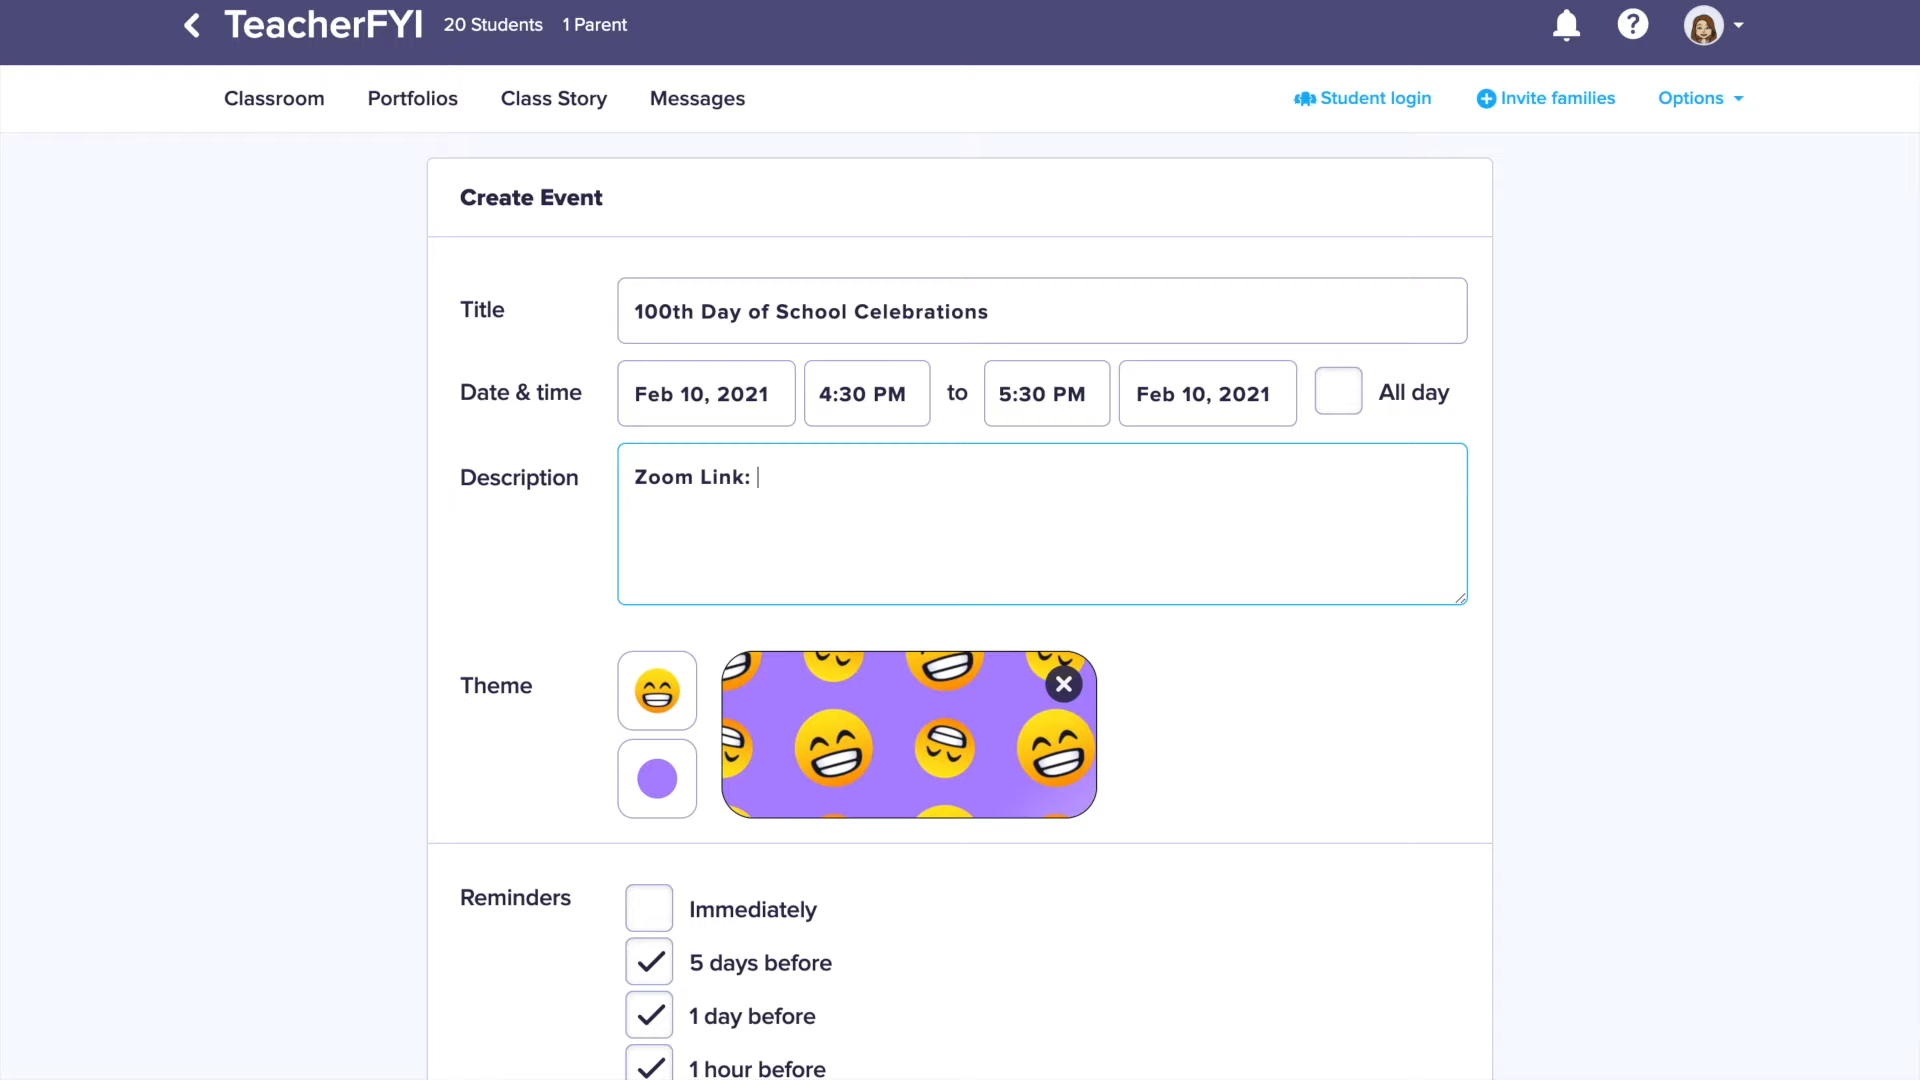 TeacherFYI 20 Students 1 Parent
Classroom Portfolios Class Story Messages Student login Invite families Options
Create Event
Title 100th Day of School Celebrations
Date & time Feb 10, 2021 4:30 PM to 5:30 PM Feb 10, 2021 All day
Description Zoom Link:
Theme
Reminders Immediately
5 days before
1 day before
1 hour before